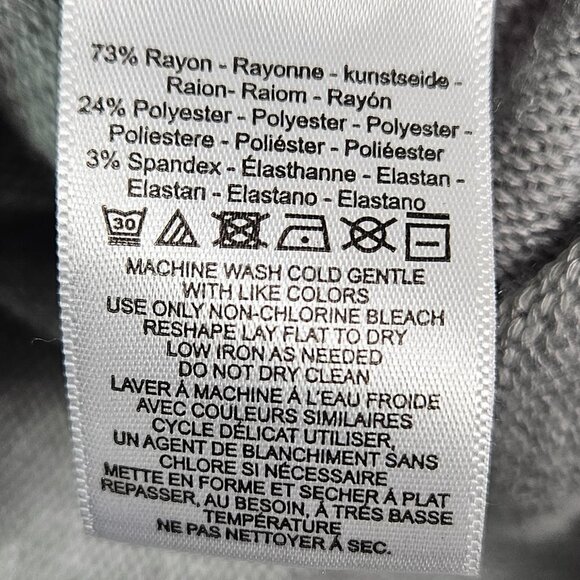 73% Rayon - Rayonne - kunstseide -
Raion- Raiom - Rayón
24% Polyester - Polyester - Polyester -
Poliestere - Poliéster - Poliéester
3% Spandex - Élasthanne - Elastan -
Elastan - Elastano - Elastano
30
MACHINE WASH COLD GENTLE
WITH LIKE COLORS
USE ONLY NON-CHLORINE BLEACH
RESHAPE LAY FLAT TO DRY
LOW IRON AS NEEDED
DO NOT DRY CLEAN
LAVER À MACHINE À L'EAU FROIDE
AVEC COULEURS SIMILAIRES
CYCLE DÉLICAT UTILISER,
UN AGENT DE BLANCHIMENT SANS
CHLORE SI NÉCESSAIRE
METTE EN FORME ET SECHER À PLAT
REPASSER, AU BESOIN, À TRÉS BASSE
TEMPÉRATURE
NE PAS NETTOYER À SEC.